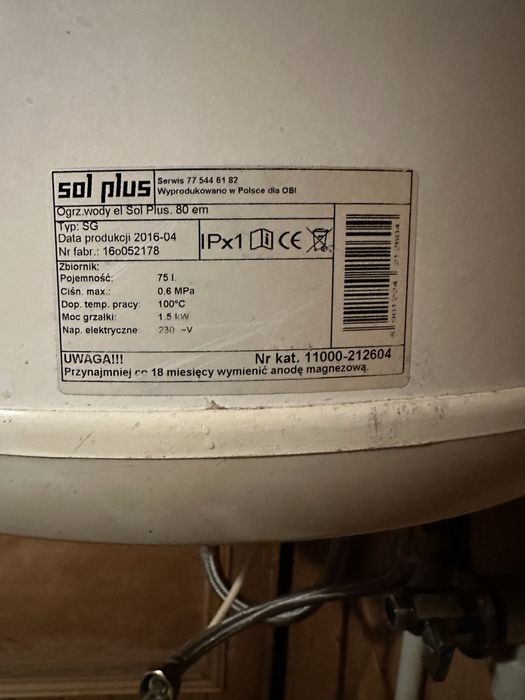 sol plus
Serwis 77 544 61 82
Wyprodukowano w Polsce dla OBI
Ogrz.wody el Sol Plus. 80 em
Typ: SG
Data produkcji 2016-04
Nr fabr.: 16o052178
IPx1 CE
Zbiornik:
Pojemność: 75 l.
Ciśn. max.: 0.6 MPa
Dop. temp. pracy: 100°C
Moc grzałki: 1.5 kW
Nap. elektryczne 230 ~V
UWAGA!!! Nr kat. 11000-212604
Przynajmniej co 18 miesięcy wymienić anodę magnezową.